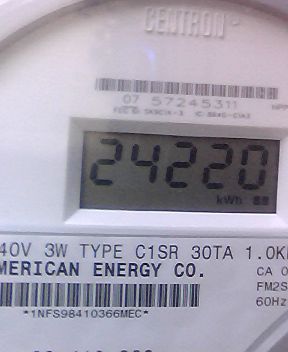 CENTRON
07 57245311
24220
kWh
40V 3W TYPE C1SR 30TA 1.0K
MERICAN ENERGY CO.
CA 0
FM2S
60Hz
*1NFS98410366MEC*